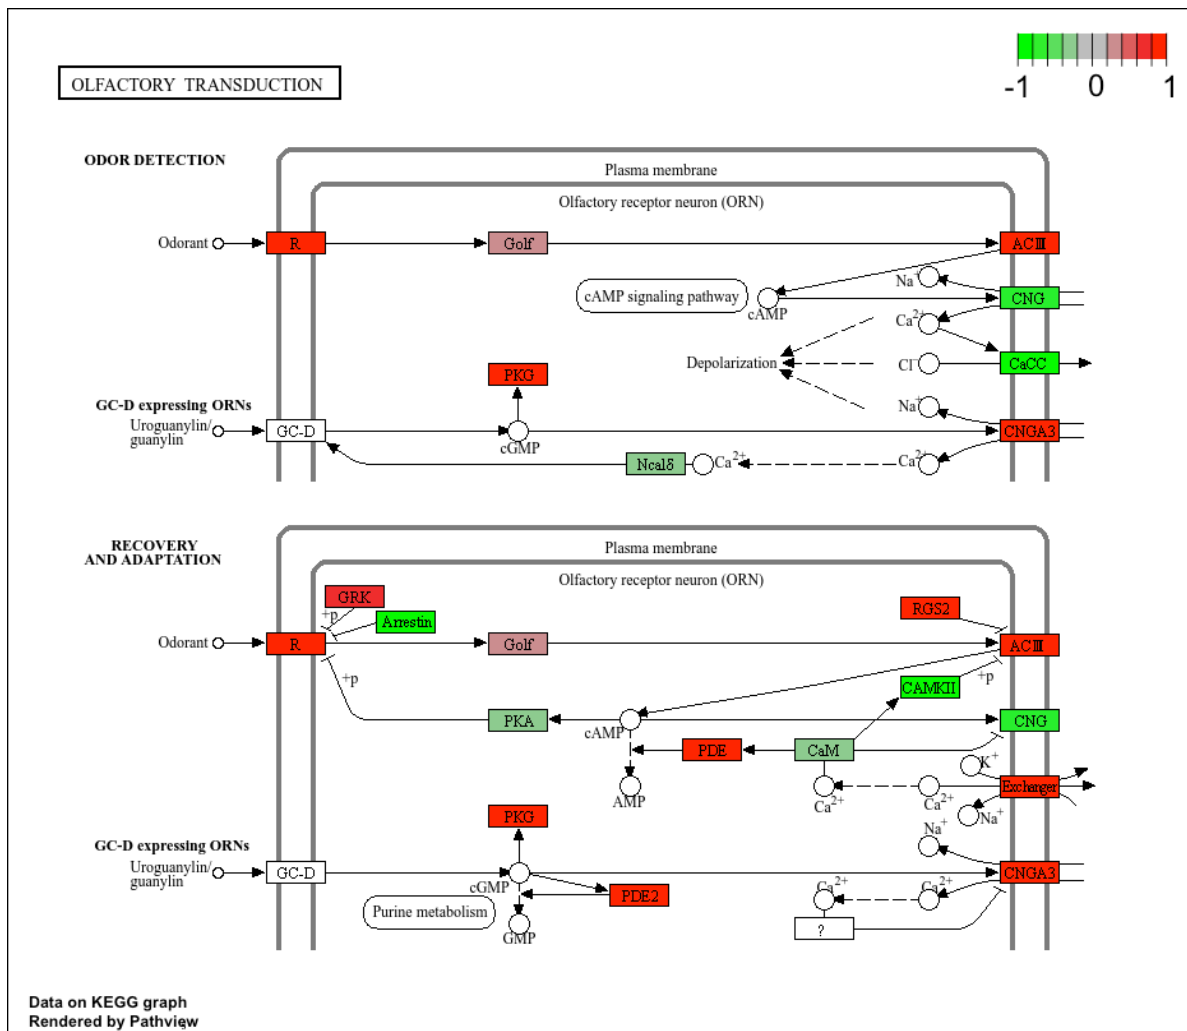 -1 0 1
OLFACTORY TRANSDUCTION
ODOR DETECTION
Plasma membrane
Olfactory receptor neuron (ORN)
Odorant
R
Golf
ACIII
Na+
cAMP signaling pathway
cAMP
CNG
Ca2+
Depolarization
Cl-
CaCC
PKG
GC-D expressing ORNs
Uroguanylin/
guanylin
GC-D
cGMP
Na+
CNGA3
Ncalδ
Ca2+
Ca2+
RECOVERY
AND ADAPTATION
Plasma membrane
Olfactory receptor neuron (ORN)
GRK
+p
Arrestin
RGS2
Odorant
R
Golf
ACIII
+p
CAMKII
+p
PKA
cAMP
CNG
PDE
CaM
K+
AMP
Ca2+
Ca2+
Exchanger
Na+
PKG
Na+
GC-D expressing ORNs
Uroguanylin/
guanylin
GC-D
cGMP
CNGA3
PDE2
Ca2+
Ca2+
Purine metabolism
?
GMP
Data on KEGG graph
Rendered by Pathview